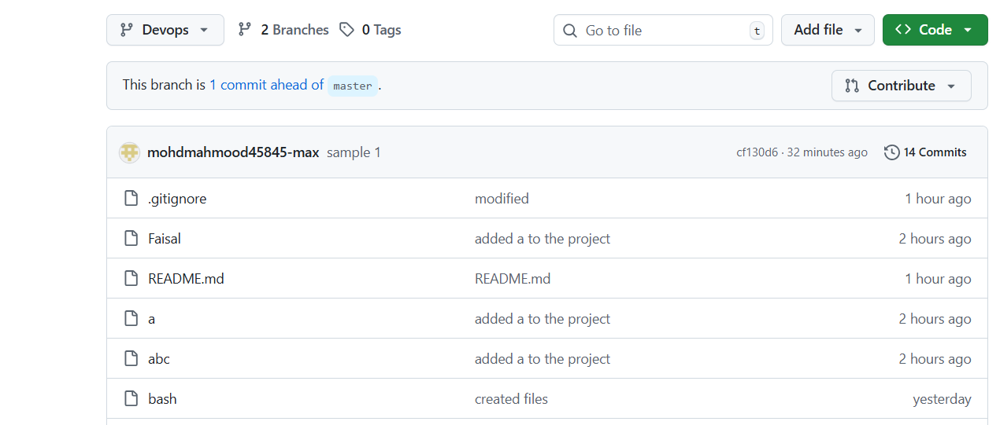 Devops 2 Branches 0 Tags Go to file t Add file Code
This branch is 1 commit ahead of master . Contribute
mohdmahmood45845-max sample 1 cf130d6 · 32 minutes ago 14 Commits
.gitignore modified 1 hour ago
Faisal added a to the project 2 hours ago
README.md README.md 1 hour ago
a added a to the project 2 hours ago
abc added a to the project 2 hours ago
bash created files yesterday